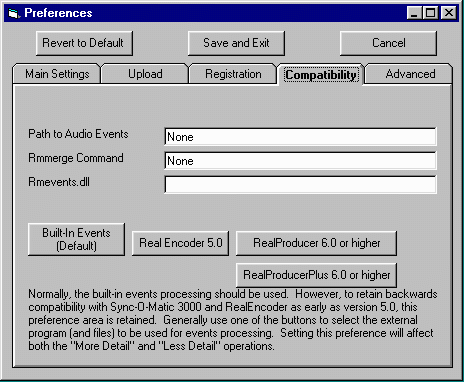 Preferences
Revert to Default
Save and Exit
Cancel
Main Settings
Upload
Registration
Compatibility
Advanced
Path to Audio Events
None
Rmmerge Command
None
Rmevents.dll
Built-In Events
(Default)
Real Encoder 5.0
RealProducer 6.0 or higher
RealProducerPlus 6.0 or higher
Normally, the built-in events processing should be used. However, to retain backwards
compatibility with Sync-O-Matic 3000 and RealEncoder as early as version 5.0, this
preference area is retained. Generally use one of the buttons to select the external
program (and files) to be used for events processing. Setting this preference will affect
both the "More Detail" and "Less Detail" operations.